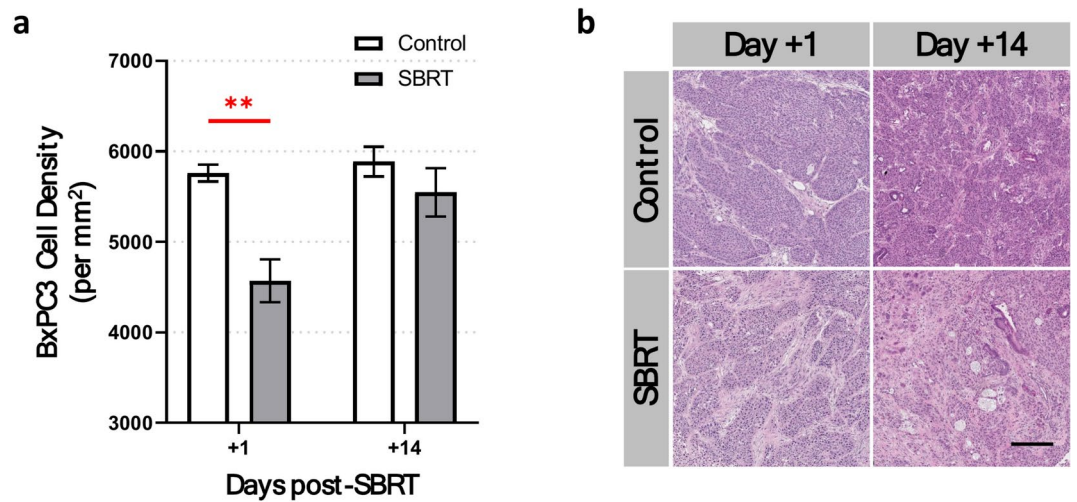 a
Control
SBRT
7000
6000
5000
4000
3000
**
BxPC3 Cell Density
(per mm²)
+1
+14
Days post-SBRT
b
Day +1
Day +14
Control
SBRT